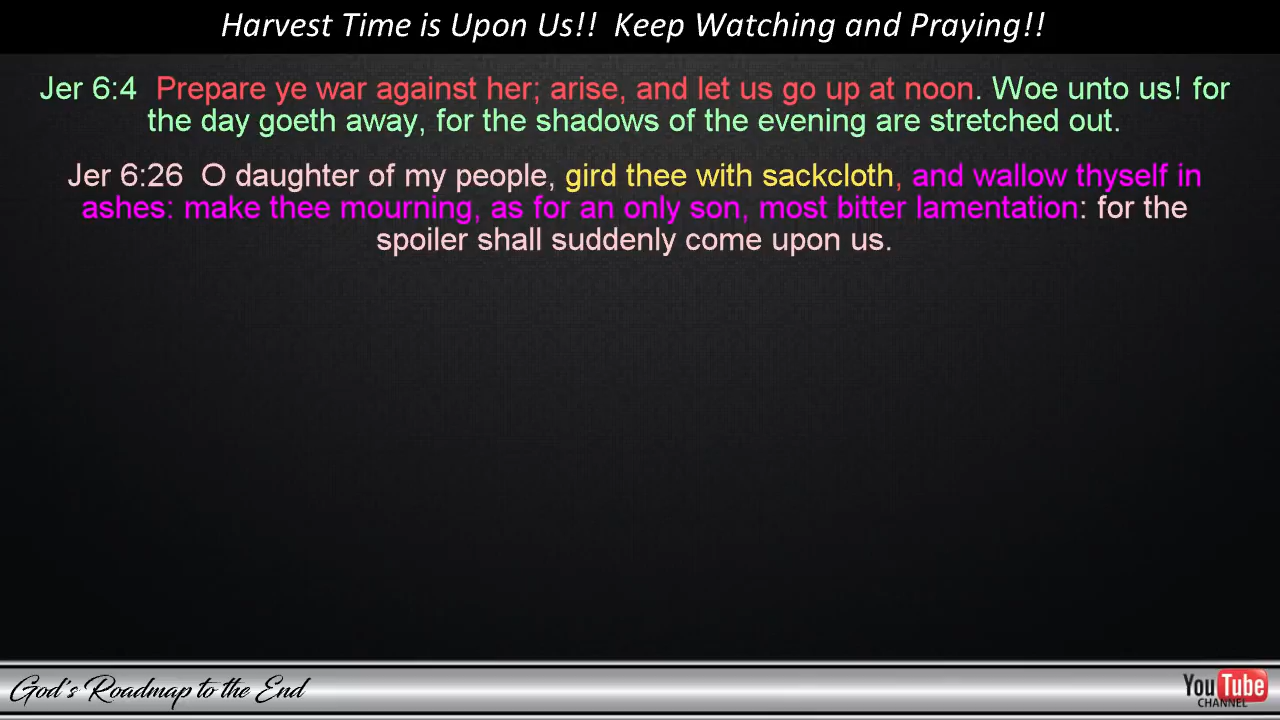 Harvest Time is Upon Us!! Keep Watching and Praying!!
Jer 6:4 Prepare ye war against her; arise, and let us go up at noon. Woe unto us! for
the day goeth away, for the shadows of the evening are stretched out.
Jer 6:26 O daughter of my people, gird thee with sackcloth, and wallow thyself in
ashes: make thee mourning, as for an only son, most bitter lamentation: for the
spoiler shall suddenly come upon us.
God's Roadmap to the End
YouTube
CHANNEL